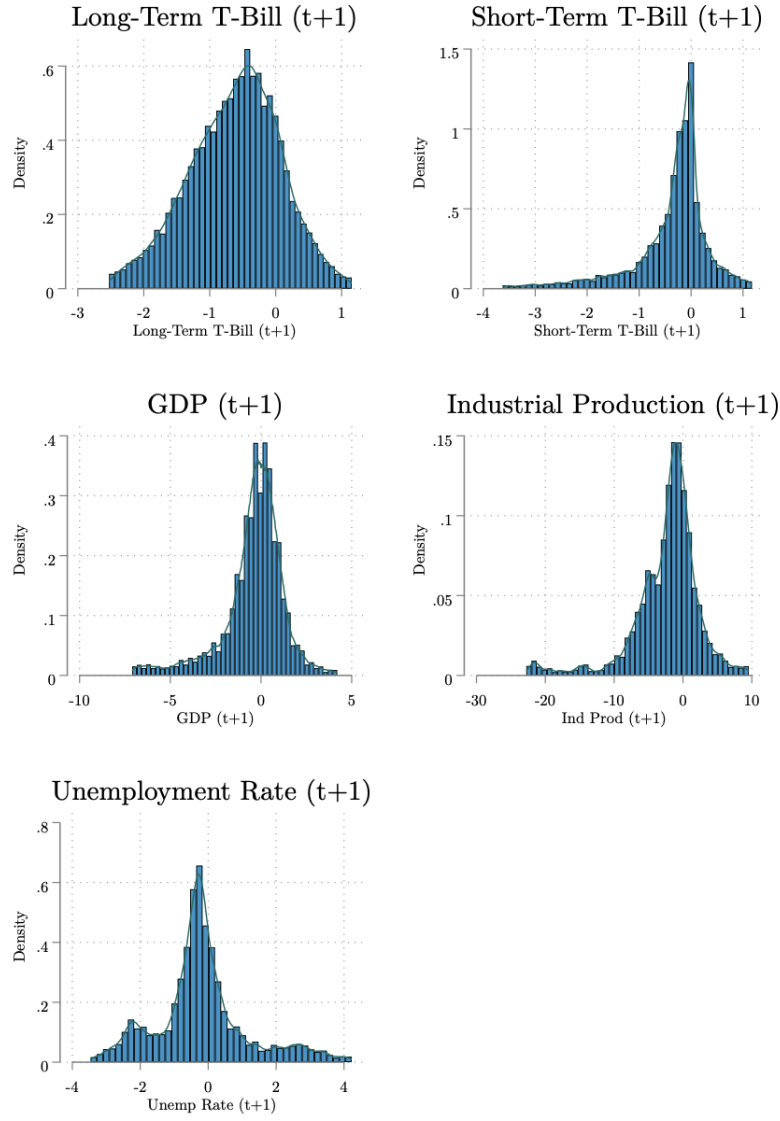 Long-Term T-Bill (t+1)
Density
.6
.4
.2
0
-3 -2 -1 0 1
Long-Term T-Bill (t+1)
Short-Term T-Bill (t+1)
Density
1.5
1
.5
0
-4 -3 -2 -1 0 1
Short-Term T-Bill (t+1)
GDP (t+1)
Density
.4
.3
.2
.1
0
-10 -5 0 5
GDP (t+1)
Industrial Production (t+1)
Density
.15
.1
.05
0
-30 -20 -10 0 10
Ind Prod (t+1)
Unemployment Rate (t+1)
Density
.8
.6
.4
.2
0
-4 -2 0 2 4
Unemp Rate (t+1)